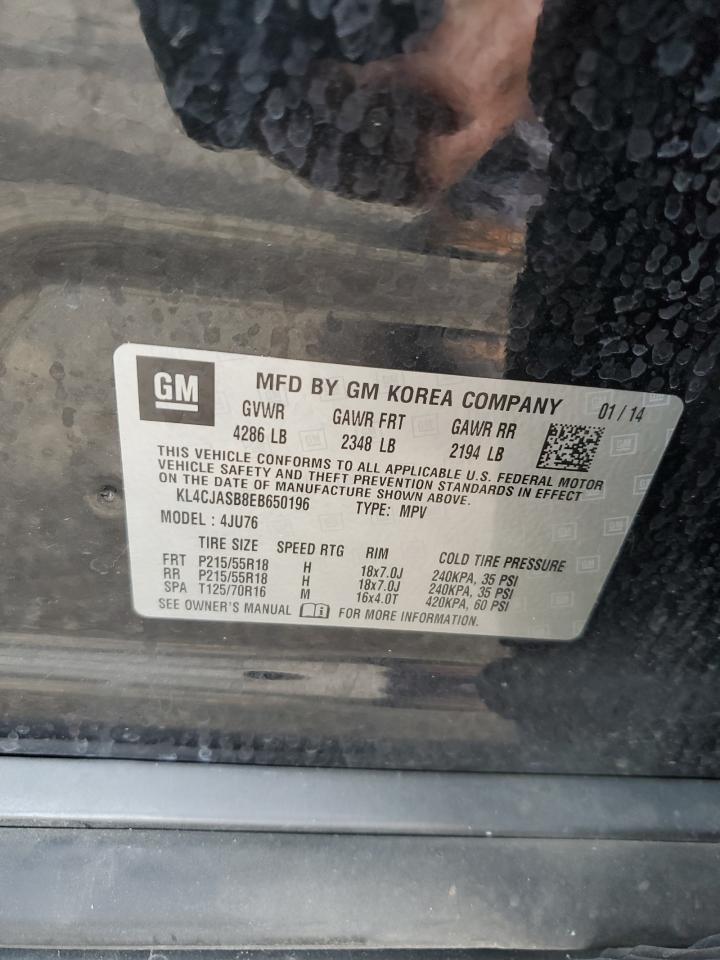 GM
MFD BY GM KOREA COMPANY 01 / 14
GVWR GAWR FRT GAWR RR
4286 LB 2348 LB 2194 LB
THIS VEHICLE CONFORMS TO ALL APPLICABLE U.S. FEDERAL MOTOR
VEHICLE SAFETY AND THEFT PREVENTION STANDARDS IN EFFECT
ON THE DATE OF MANUFACTURE SHOWN ABOVE.
KL4CJASB8EB650196 TYPE: MPV
MODEL : 4JU76
TIRE SIZE SPEED RTG RIM COLD TIRE PRESSURE
FRT P215/55R18 H 18x7.0J 240KPA, 35 PSI
RR P215/55R18 H 18x7.0J 240KPA, 35 PSI
SPA T125/70R16 M 16x4.0T 420KPA, 60 PSI
SEE OWNER'S MANUAL FOR MORE INFORMATION.